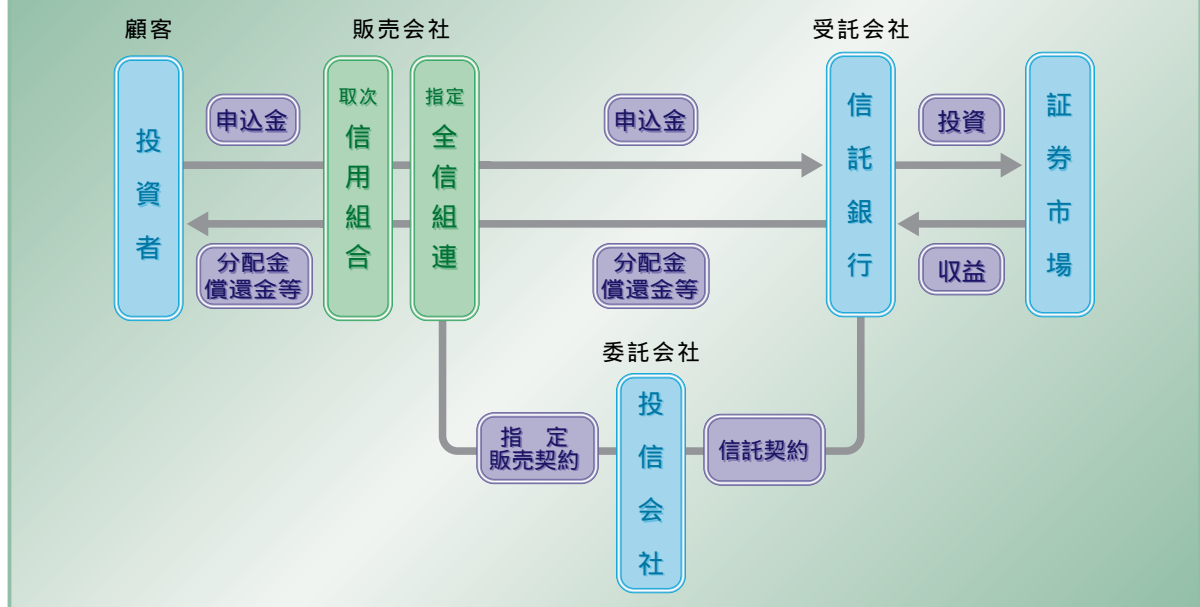 顧客
販売会社
受託会社
投資者
申込金
取次
信用組合
指定
全信組連
申込金
信託銀行
投資
証券市場
分配金
償還金等
分配金
償還金等
収益
委託会社
投信会社
指　定
販売契約
信託契約